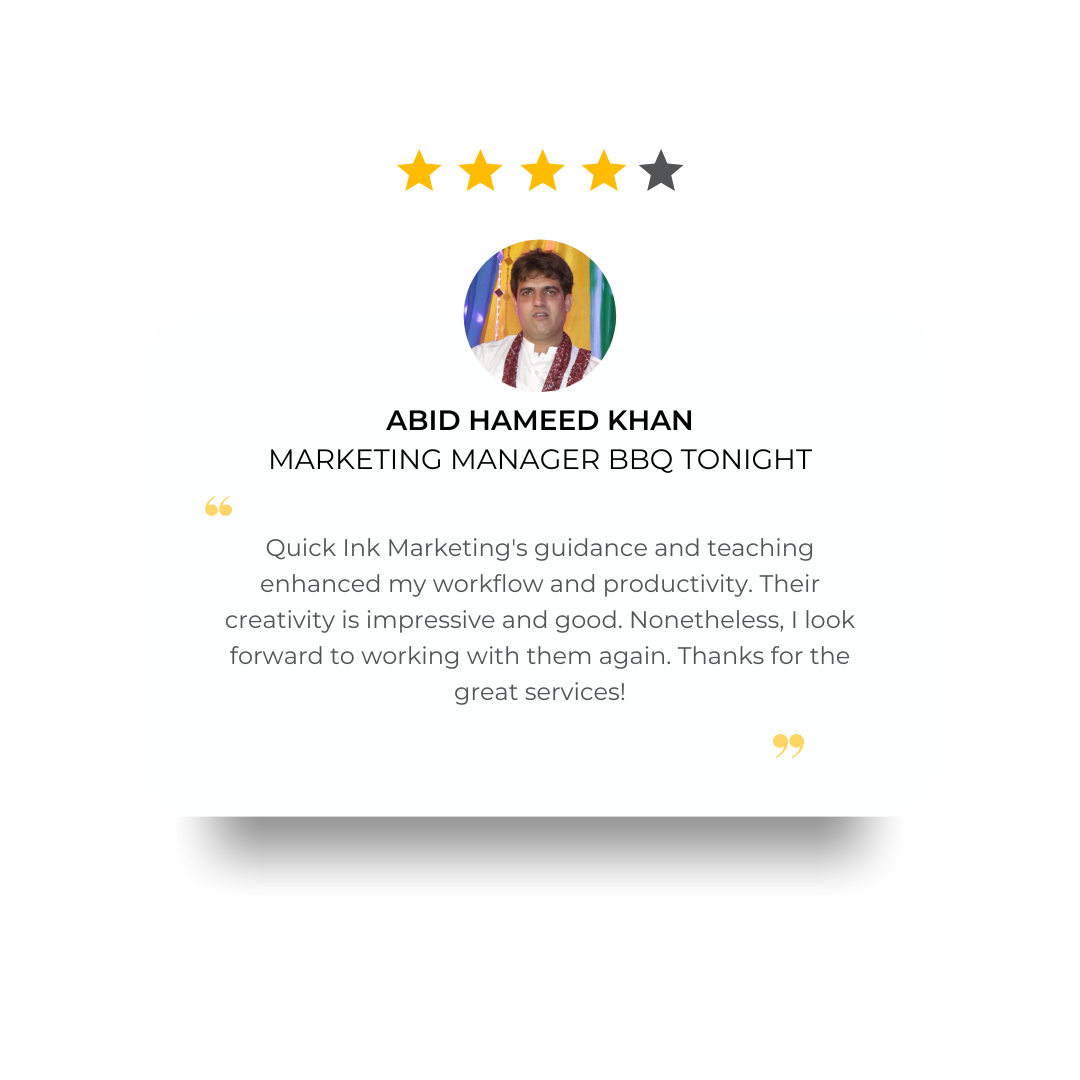 ABID HAMEED KHAN
MARKETING MANAGER BBQ TONIGHT
“
Quick Ink Marketing's guidance and teaching
enhanced my workflow and productivity. Their
creativity is impressive and good. Nonetheless, I look
forward to working with them again. Thanks for the
great services!
”